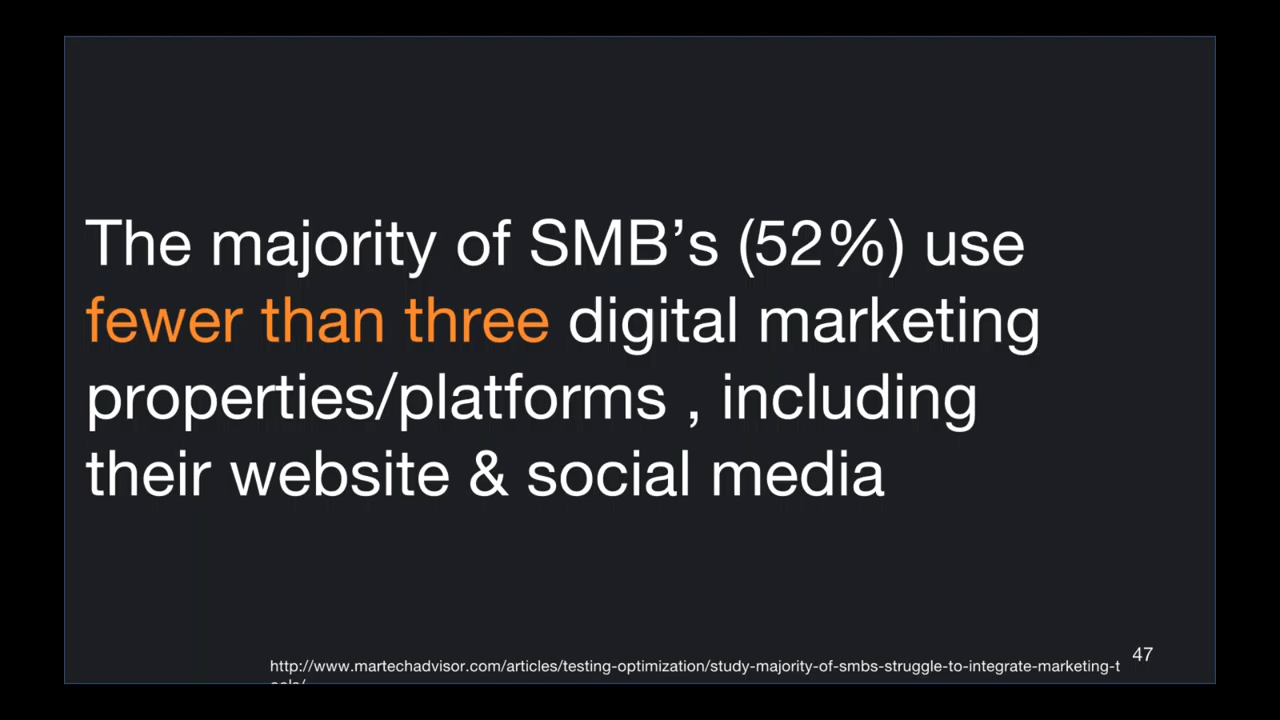 The majority of SMB’s (52%) use
fewer than three digital marketing
properties/platforms , including
their website & social media
47
http://www.martechadvisor.com/articles/testing-optimization/study-majority-of-smbs-struggle-to-integrate-marketing-t